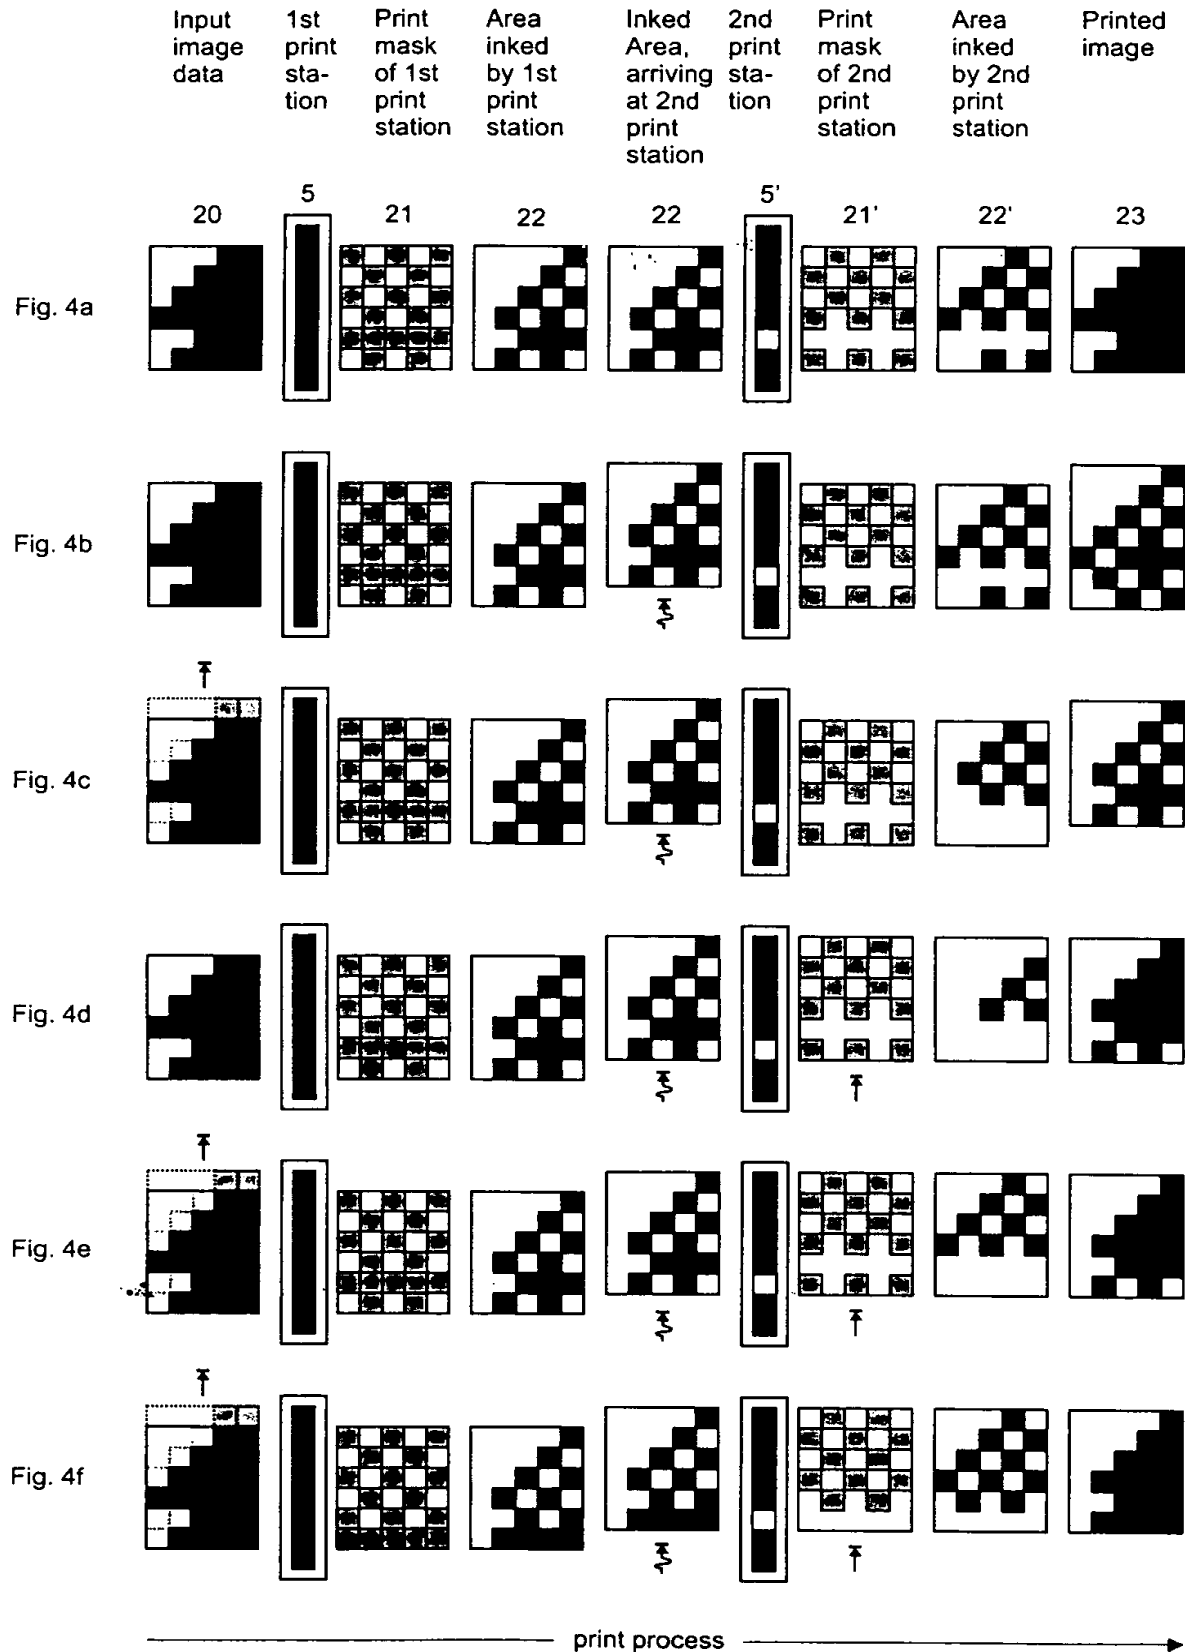 Input
image
data
1st
print
sta-
tion
Print
mask
of 1st
print
station
Area
inked
by 1st
print
station
Inked
Area,
arriving
at 2nd
print
station
2nd
print
sta-
tion
Print
mask
of 2nd
print
station
Area
inked
by 2nd
print
station
Printed
image
20
5
21
22
22
5'
21'
22'
23
Fig. 4a
Fig. 4b
Fig. 4c
Fig. 4d
Fig. 4e
Fig. 4f
print process